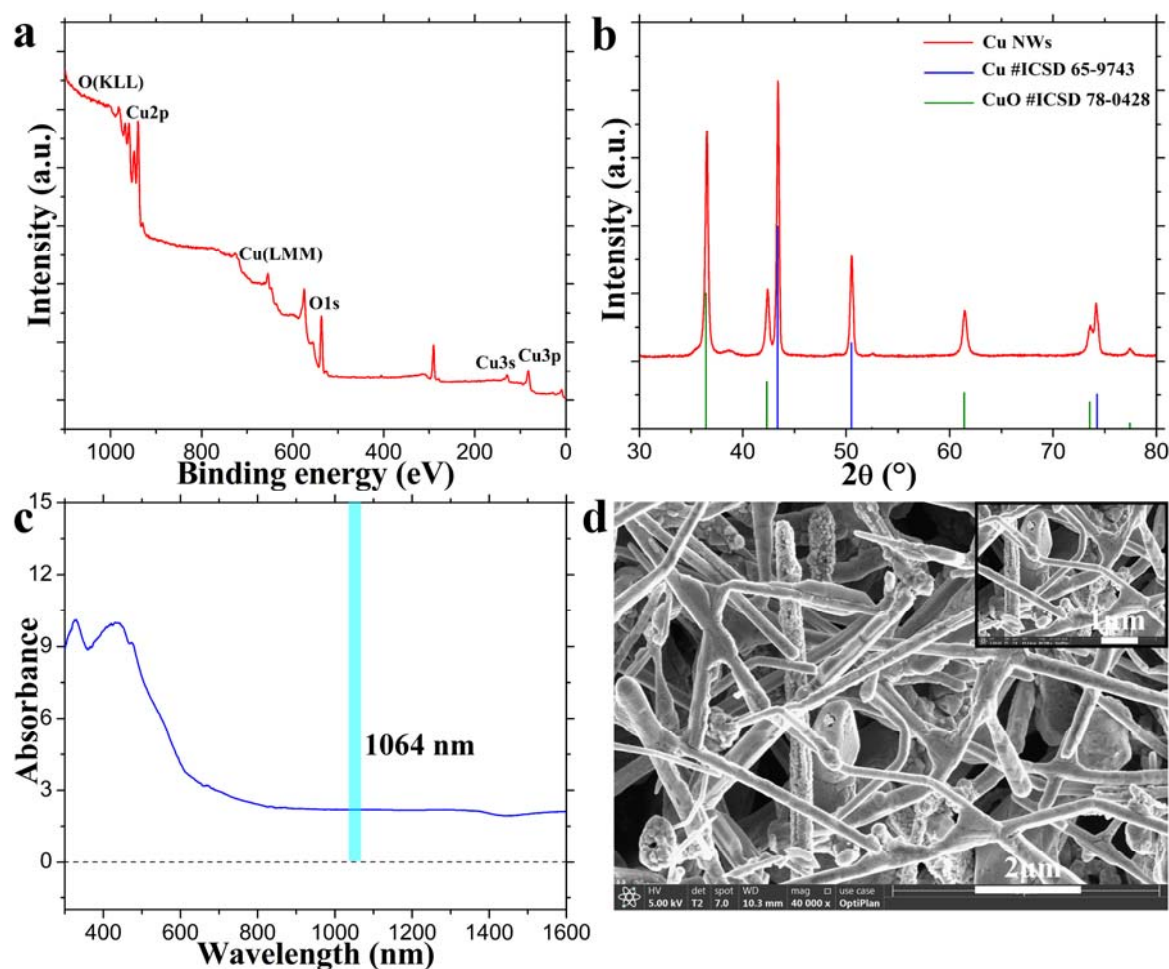 a
O(KLL)
Cu2p
Cu(LMM)
O1s
Cu3s
Cu3p
Intensity (a.u.)
1000 800 600 400 200 0
Binding energy (eV)
b
Cu NWs
Cu #ICSD 65-9743
CuO #ICSD 78-0428
Intensity (a.u.)
30 40 50 60 70 80
2θ (°)
c
15
12
9
6
3
0
Absorbance
1064 nm
400 600 800 1000 1200 1400 1600
Wavelength (nm)
d
1μm
2μm
HV det spot WD mag use case
5.00 kV T2 7.0 10.3 mm 40 000 x OptiPlan